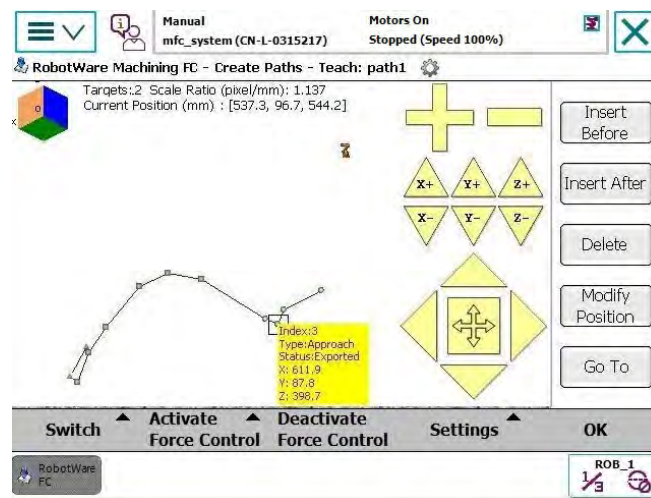 Manual
mfc_system (CN-L-0315217)
Motors On
Stopped (Speed 100%)
RobotWare Machining FC - Create Paths - Teach: path1
Targets:.2 Scale Ratio (pixel/mm): 1.137
Current Position (mm) : [537.3, 96.7, 544.2]
X+ Y+ Z+
X- Y- Z-
Index:3
Type:Approach
Status:Exported
X: 611.9
Y: 87.8
Z: 398.7
Insert
Before
Insert After
Delete
Modify
Position
Go To
Switch
Activate
Force Control
Deactivate
Force Control
Settings
OK
RobotWare
FC
ROB_1
1/3